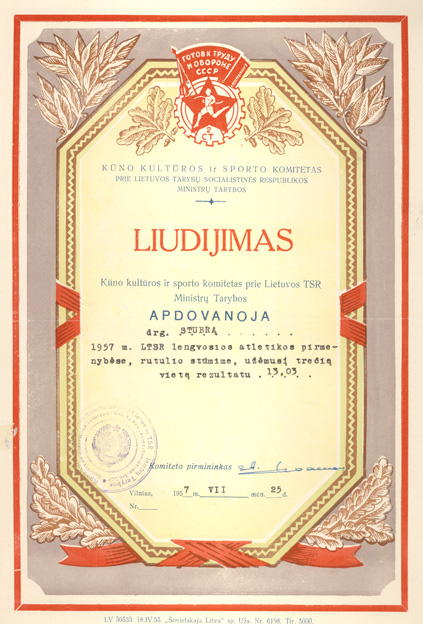 ГОТОВ К ТРУДУ
И ОБОРОНЕ
СССР
2
СТ
KŪNO KULTŪROS ir SPORTO KOMITETAS
PRIE LIETUVOS TARYBŲ SOCIALISTINĖS RESPUBLIKOS
MINISTRŲ TARYBOS
LIUDIJIMAS
Kūno kultūros ir sporto komitetas prie Lietuvos TSR
Ministrų Tarybos
APDOVANOJA
drg. STUBRĄ . . . . . .
1957 m. LTSR lengvosios atletikos pirme-
nybėse, rutulio stūmime, užėmusį trečią
vietą rezultatu . 13,03 . .
Komiteto pirmininkas
Vilnius, 1957 m. VII mėn. 25 d.
Nr.
LV 30533. 18.IV.55. „Sovietskaja Litva“ sp. Užs. Nr. 6198. Tir. 5000.